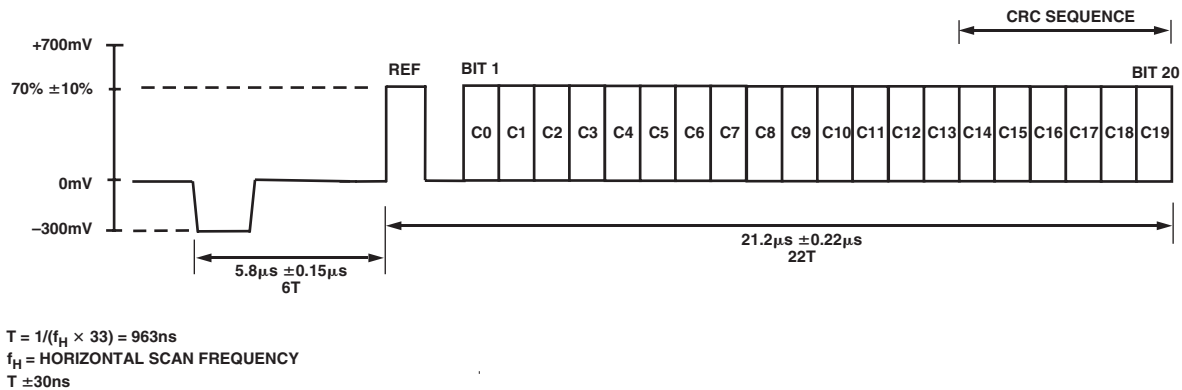 CRC SEQUENCE
+700mV
REF
BIT 1
BIT 20
70% ±10%
C0 C1 C2 C3 C4 C5 C6 C7 C8 C9 C10 C11 C12 C13 C14 C15 C16 C17 C18 C19
0mV
–300mV
21.2μs ±0.22μs
22T
5.8μs ±0.15μs
6T
T = 1/(fH × 33) = 963ns
fH = HORIZONTAL SCAN FREQUENCY
T ±30ns